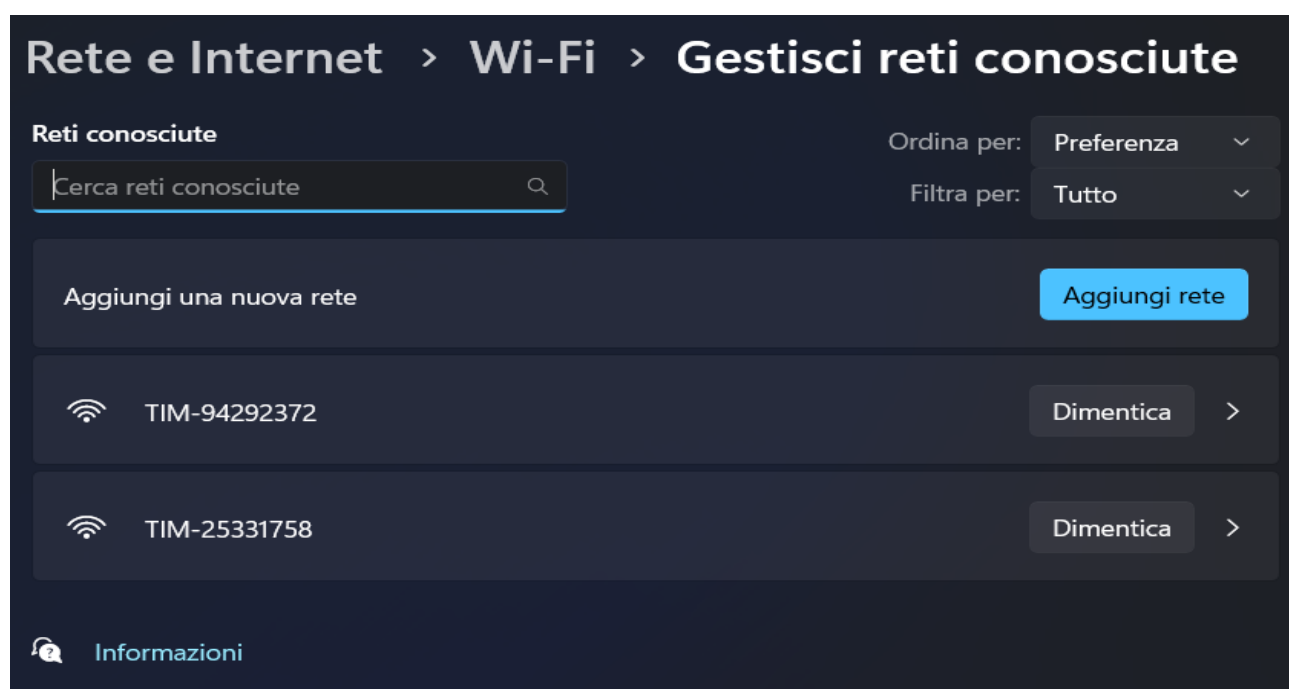 Rete e Internet > Wi-Fi > Gestisci reti conosciute
Reti conosciute
Ordina per: Preferenza
Cerca reti conosciute
Filtra per: Tutto
Aggiungi una nuova rete Aggiungi rete
TIM-94292372 Dimentica >
TIM-25331758 Dimentica >
Informazioni